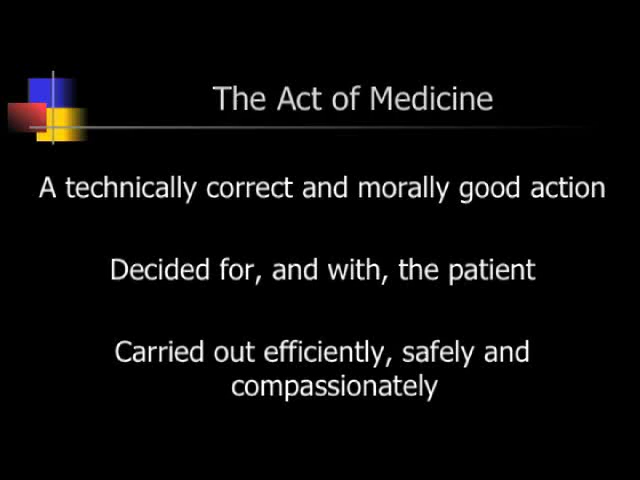 The Act of Medicine
A technically correct and morally good action
Decided for, and with, the patient
Carried out efficiently, safely and
compassionately